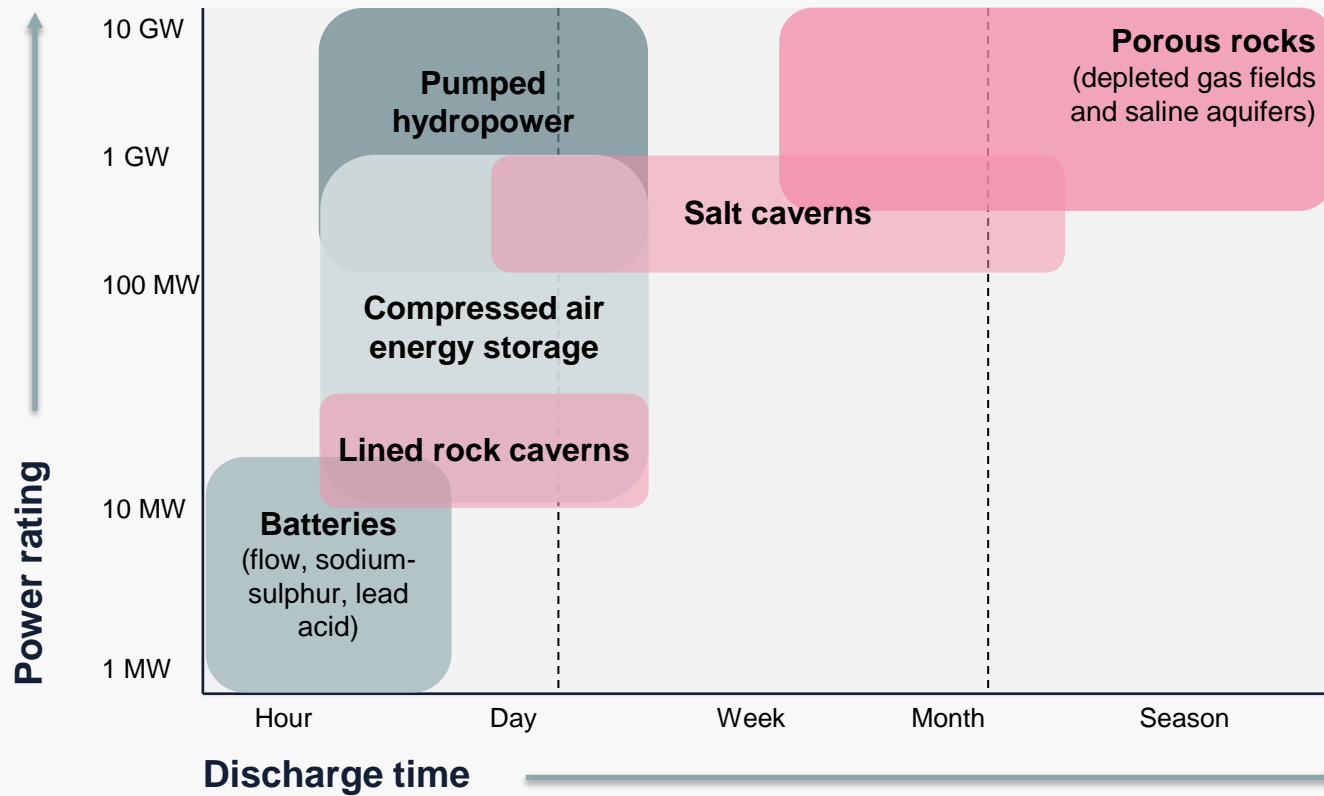 10 GW
Porous rocks
(depleted gas fields
and saline aquifers)
Pumped
hydropower
1 GW
Salt caverns
100 MW
Compressed air
energy storage
Lined rock caverns
10 MW
Batteries
(flow, sodium-
sulphur, lead
acid)
1 MW
Power rating
Hour
Day
Week
Month
Season
Discharge time